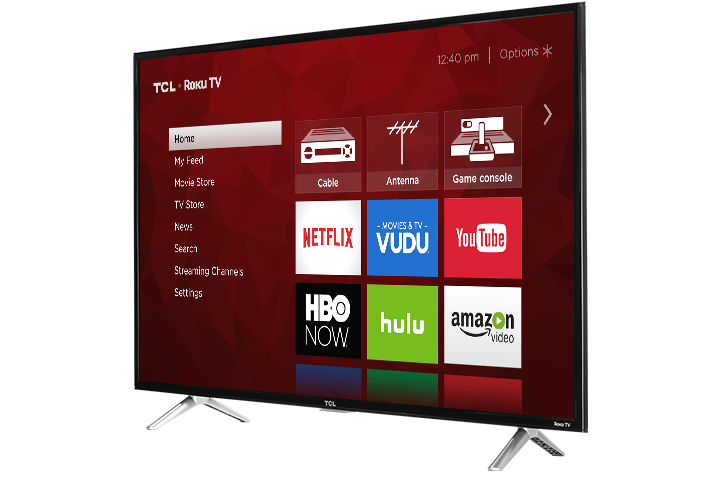 12:40 pm | Options
TCL · Roku TV
Home
My Feed
Movie Store
TV Store
News
Search
Streaming Channels
Settings
Cable
Antenna
Game console
NETFLIX
- MOVIES & TV -
VUDU
YouTube
HBO
NOW
hulu
amazon
video
TCL
Roku TV